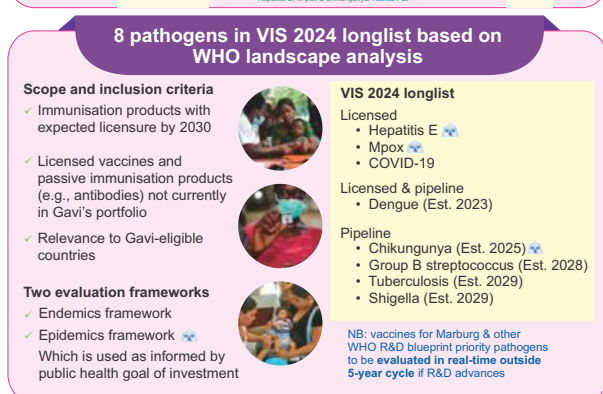 8 pathogens in VIS 2024 longlist based on
WHO landscape analysis
Scope and inclusion criteria
✓ Immunisation products with
expected licensure by 2030
✓ Licensed vaccines and
passive immunisation products
(e.g., antibodies) not currently
in Gavi's portfolio
✓ Relevance to Gavi-eligible
countries
Two evaluation frameworks
✓ Endemics framework
✓ Epidemics framework
Which is used as informed by
public health goal of investment
VIS 2024 longlist
Licensed
• Hepatitis E
• Mpox
• COVID-19
Licensed & pipeline
• Dengue (Est. 2023)
Pipeline
• Chikungunya (Est. 2025)
• Group B streptococcus (Est. 2028)
• Tuberculosis (Est. 2029)
• Shigella (Est. 2029)
NB: vaccines for Marburg & other
WHO R&D blueprint priority pathogens
to be evaluated in real-time outside
5-year cycle if R&D advances